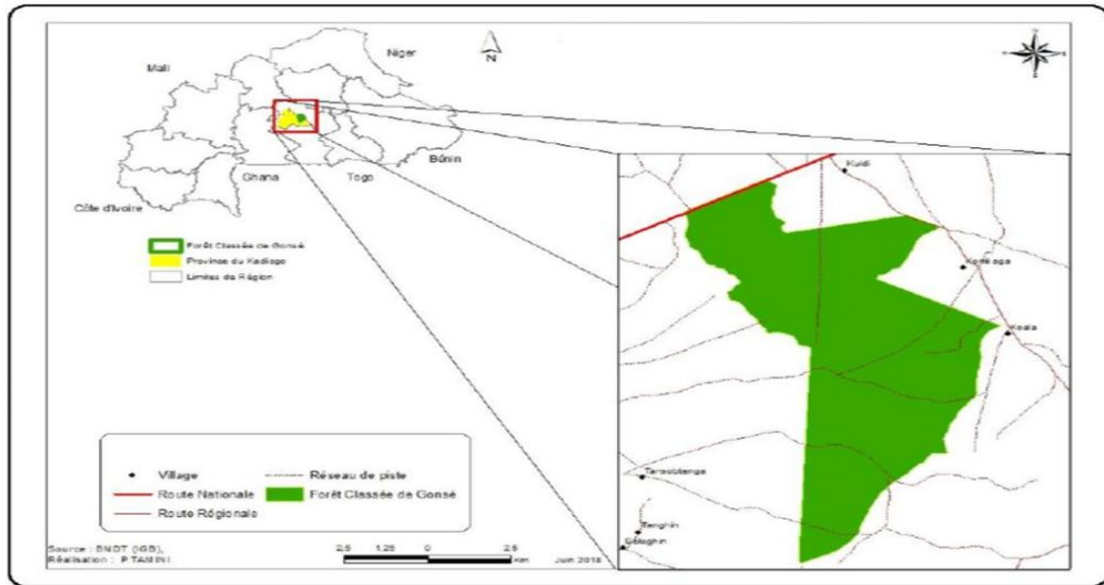 Niger
N
Mali
Bénin
Ghana
Togo
Côte d'Ivoire
Forêt Classée de Gonsé
Province du Kadiogo
Limites de Région
Kuidi
Koala
Tanghin
Village
Réseau de piste
Route Nationale
Forêt Classée de Gonsé
Route Régionale
Source : BNDT (IGB),
Réalisation : P.TAMINI
2,5 1,25 0 2,5
Km
Juin 2018